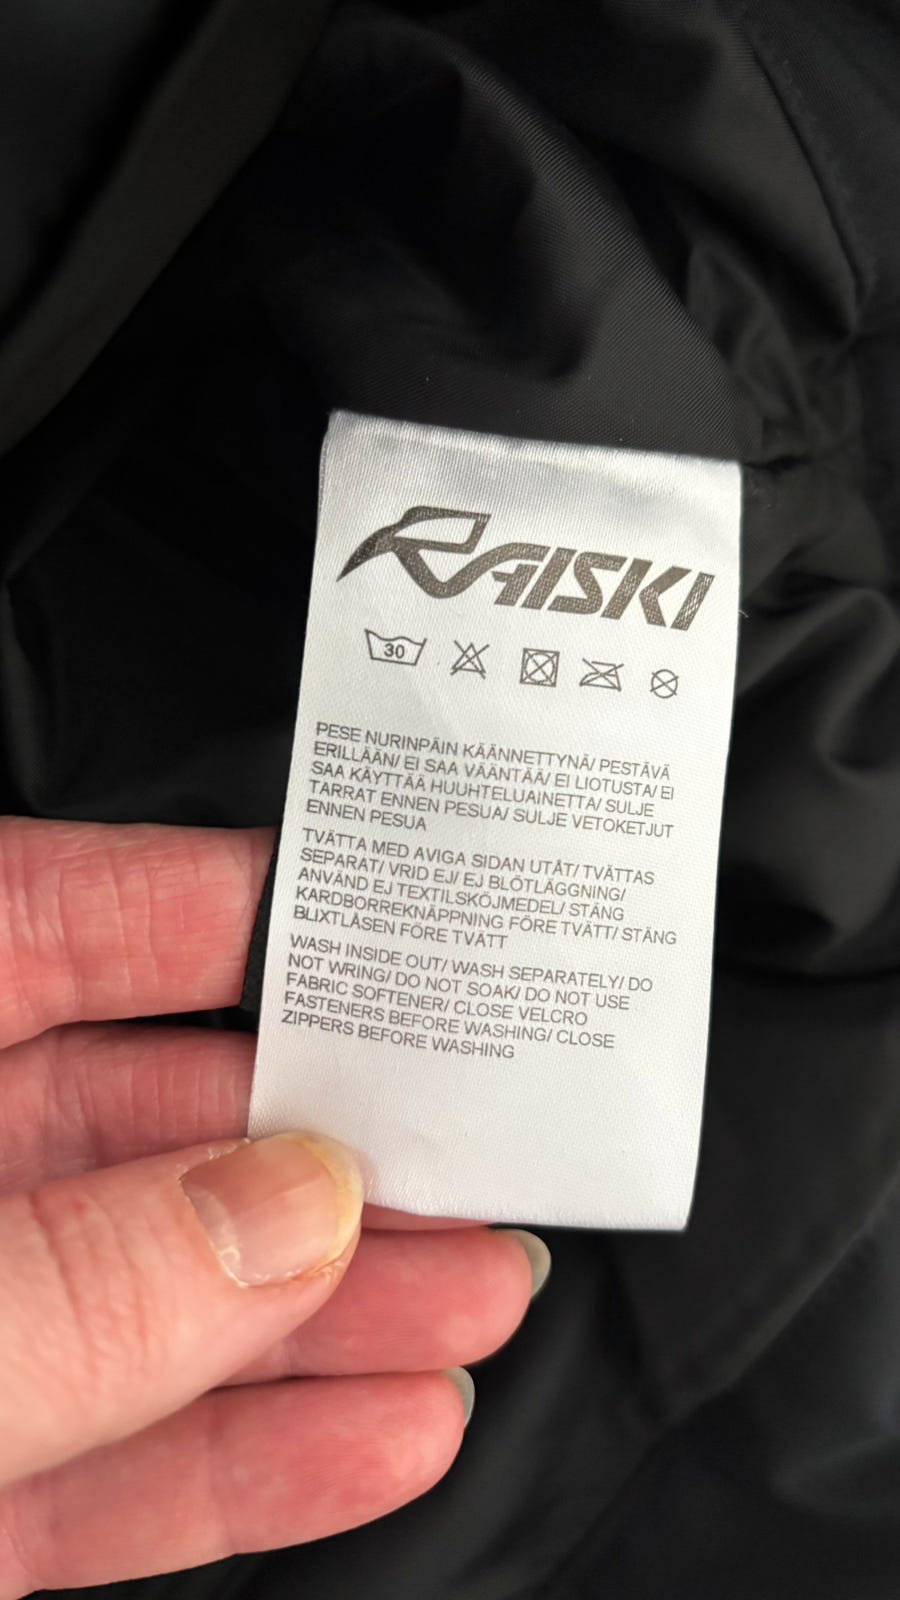 RAISKI
30
PESE NURINPÄIN KÄÄNNETTYNÄ/ PESTÄVÄ
ERILLÄÄN/ EI SAA VÄÄNTÄÄ/ EI LIOTUSTA/ EI
SAA KÄYTTÄÄ HUUHTELUAINETTA/ SULJE
TARRAT ENNEN PESUA/ SULJE VETOKETJUT
ENNEN PESUA
TVÄTTA MED AVIGA SIDAN UTÅT/ TVÄTTAS
SEPARAT/ VRID EJ/ EJ BLÖTLÄGGNING/
ANVÄND EJ TEXTILSKÖJMEDEL/ STÄNG
KARDBORREKNÄPPNING FÖRE TVÄTT/ STÄNG
BLIXTLÅSEN FÖRE TVÄTT
WASH INSIDE OUT/ WASH SEPARATELY/ DO
NOT WRING/ DO NOT SOAK/ DO NOT USE
FABRIC SOFTENER/ CLOSE VELCRO
FASTENERS BEFORE WASHING/ CLOSE
ZIPPERS BEFORE WASHING